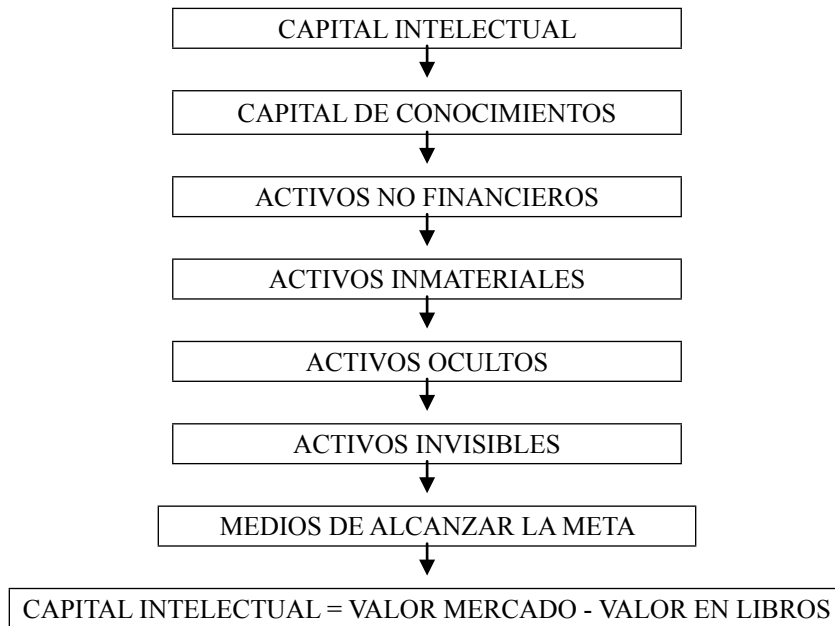 CAPITAL INTELECTUAL
CAPITAL DE CONOCIMIENTOS
ACTIVOS NO FINANCIEROS
ACTIVOS INMATERIALES
ACTIVOS OCULTOS
ACTIVOS INVISIBLES
MEDIOS DE ALCANZAR LA META
CAPITAL INTELECTUAL = VALOR MERCADO - VALOR EN LIBROS